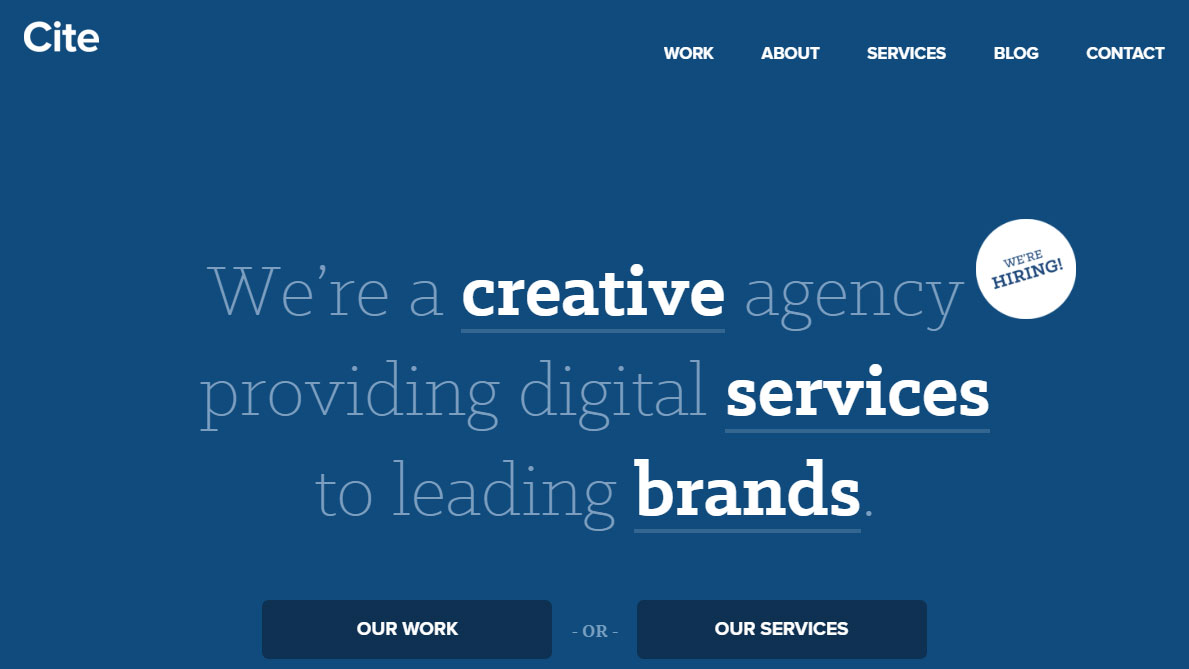 Cite
WORK ABOUT SERVICES BLOG CONTACT
WE'RE
HIRING!
We’re a creative agency
providing digital services
to leading brands.
OUR WORK - OR - OUR SERVICES